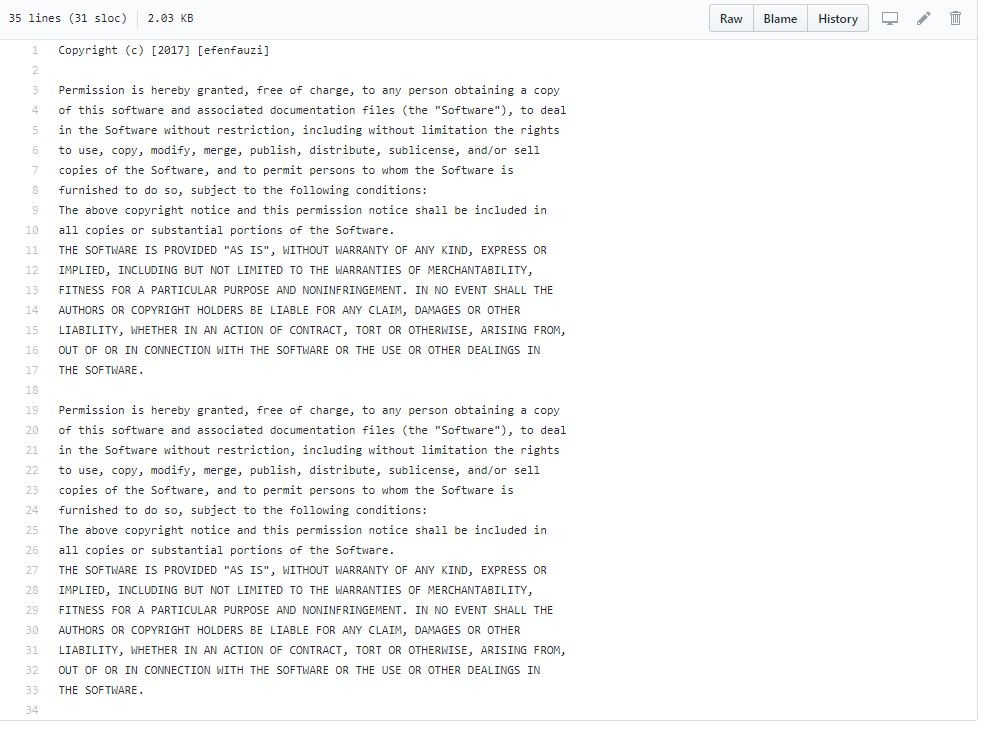 35 lines (31 sloc) 2.03 KB Raw Blame History
1 Copyright (c) [2017] [efenfauzi]
2
3 Permission is hereby granted, free of charge, to any person obtaining a copy
4 of this software and associated documentation files (the "Software"), to deal
5 in the Software without restriction, including without limitation the rights
6 to use, copy, modify, merge, publish, distribute, sublicense, and/or sell
7 copies of the Software, and to permit persons to whom the Software is
8 furnished to do so, subject to the following conditions:
9 The above copyright notice and this permission notice shall be included in
10 all copies or substantial portions of the Software.
11 THE SOFTWARE IS PROVIDED "AS IS", WITHOUT WARRANTY OF ANY KIND, EXPRESS OR
12 IMPLIED, INCLUDING BUT NOT LIMITED TO THE WARRANTIES OF MERCHANTABILITY,
13 FITNESS FOR A PARTICULAR PURPOSE AND NONINFRINGEMENT. IN NO EVENT SHALL THE
14 AUTHORS OR COPYRIGHT HOLDERS BE LIABLE FOR ANY CLAIM, DAMAGES OR OTHER
15 LIABILITY, WHETHER IN AN ACTION OF CONTRACT, TORT OR OTHERWISE, ARISING FROM,
16 OUT OF OR IN CONNECTION WITH THE SOFTWARE OR THE USE OR OTHER DEALINGS IN
17 THE SOFTWARE.
18
19 Permission is hereby granted, free of charge, to any person obtaining a copy
20 of this software and associated documentation files (the "Software"), to deal
21 in the Software without restriction, including without limitation the rights
22 to use, copy, modify, merge, publish, distribute, sublicense, and/or sell
23 copies of the Software, and to permit persons to whom the Software is
24 furnished to do so, subject to the following conditions:
25 The above copyright notice and this permission notice shall be included in
26 all copies or substantial portions of the Software.
27 THE SOFTWARE IS PROVIDED "AS IS", WITHOUT WARRANTY OF ANY KIND, EXPRESS OR
28 IMPLIED, INCLUDING BUT NOT LIMITED TO THE WARRANTIES OF MERCHANTABILITY,
29 FITNESS FOR A PARTICULAR PURPOSE AND NONINFRINGEMENT. IN NO EVENT SHALL THE
30 AUTHORS OR COPYRIGHT HOLDERS BE LIABLE FOR ANY CLAIM, DAMAGES OR OTHER
31 LIABILITY, WHETHER IN AN ACTION OF CONTRACT, TORT OR OTHERWISE, ARISING FROM,
32 OUT OF OR IN CONNECTION WITH THE SOFTWARE OR THE USE OR OTHER DEALINGS IN
33 THE SOFTWARE.
34